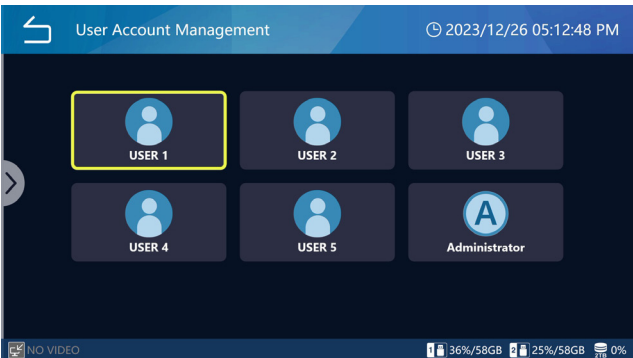 User Account Management 2023/12/26 05:12:48 PM
USER 1 USER 2 USER 3
A
USER 4 USER 5 Administrator
NO VIDEO 1 36%/58GB 2 25%/58GB 2TB 0%